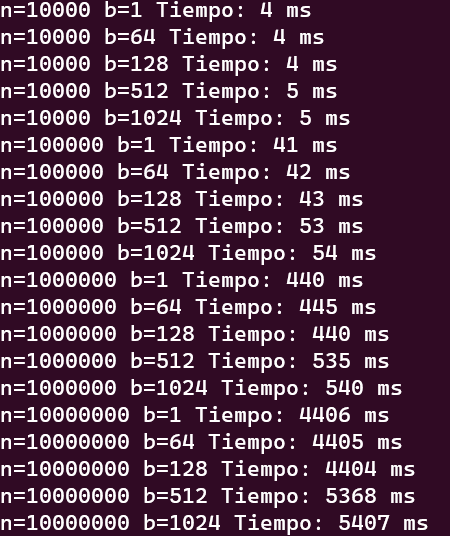 n=10000 b=1 Tiempo: 4 ms
n=10000 b=64 Tiempo: 4 ms
n=10000 b=128 Tiempo: 4 ms
n=10000 b=512 Tiempo: 5 ms
n=10000 b=1024 Tiempo: 5 ms
n=100000 b=1 Tiempo: 41 ms
n=100000 b=64 Tiempo: 42 ms
n=100000 b=128 Tiempo: 43 ms
n=100000 b=512 Tiempo: 53 ms
n=100000 b=1024 Tiempo: 54 ms
n=1000000 b=1 Tiempo: 440 ms
n=1000000 b=64 Tiempo: 445 ms
n=1000000 b=128 Tiempo: 440 ms
n=1000000 b=512 Tiempo: 535 ms
n=1000000 b=1024 Tiempo: 540 ms
n=10000000 b=1 Tiempo: 4406 ms
n=10000000 b=64 Tiempo: 4405 ms
n=10000000 b=128 Tiempo: 4404 ms
n=10000000 b=512 Tiempo: 5368 ms
n=10000000 b=1024 Tiempo: 5407 ms